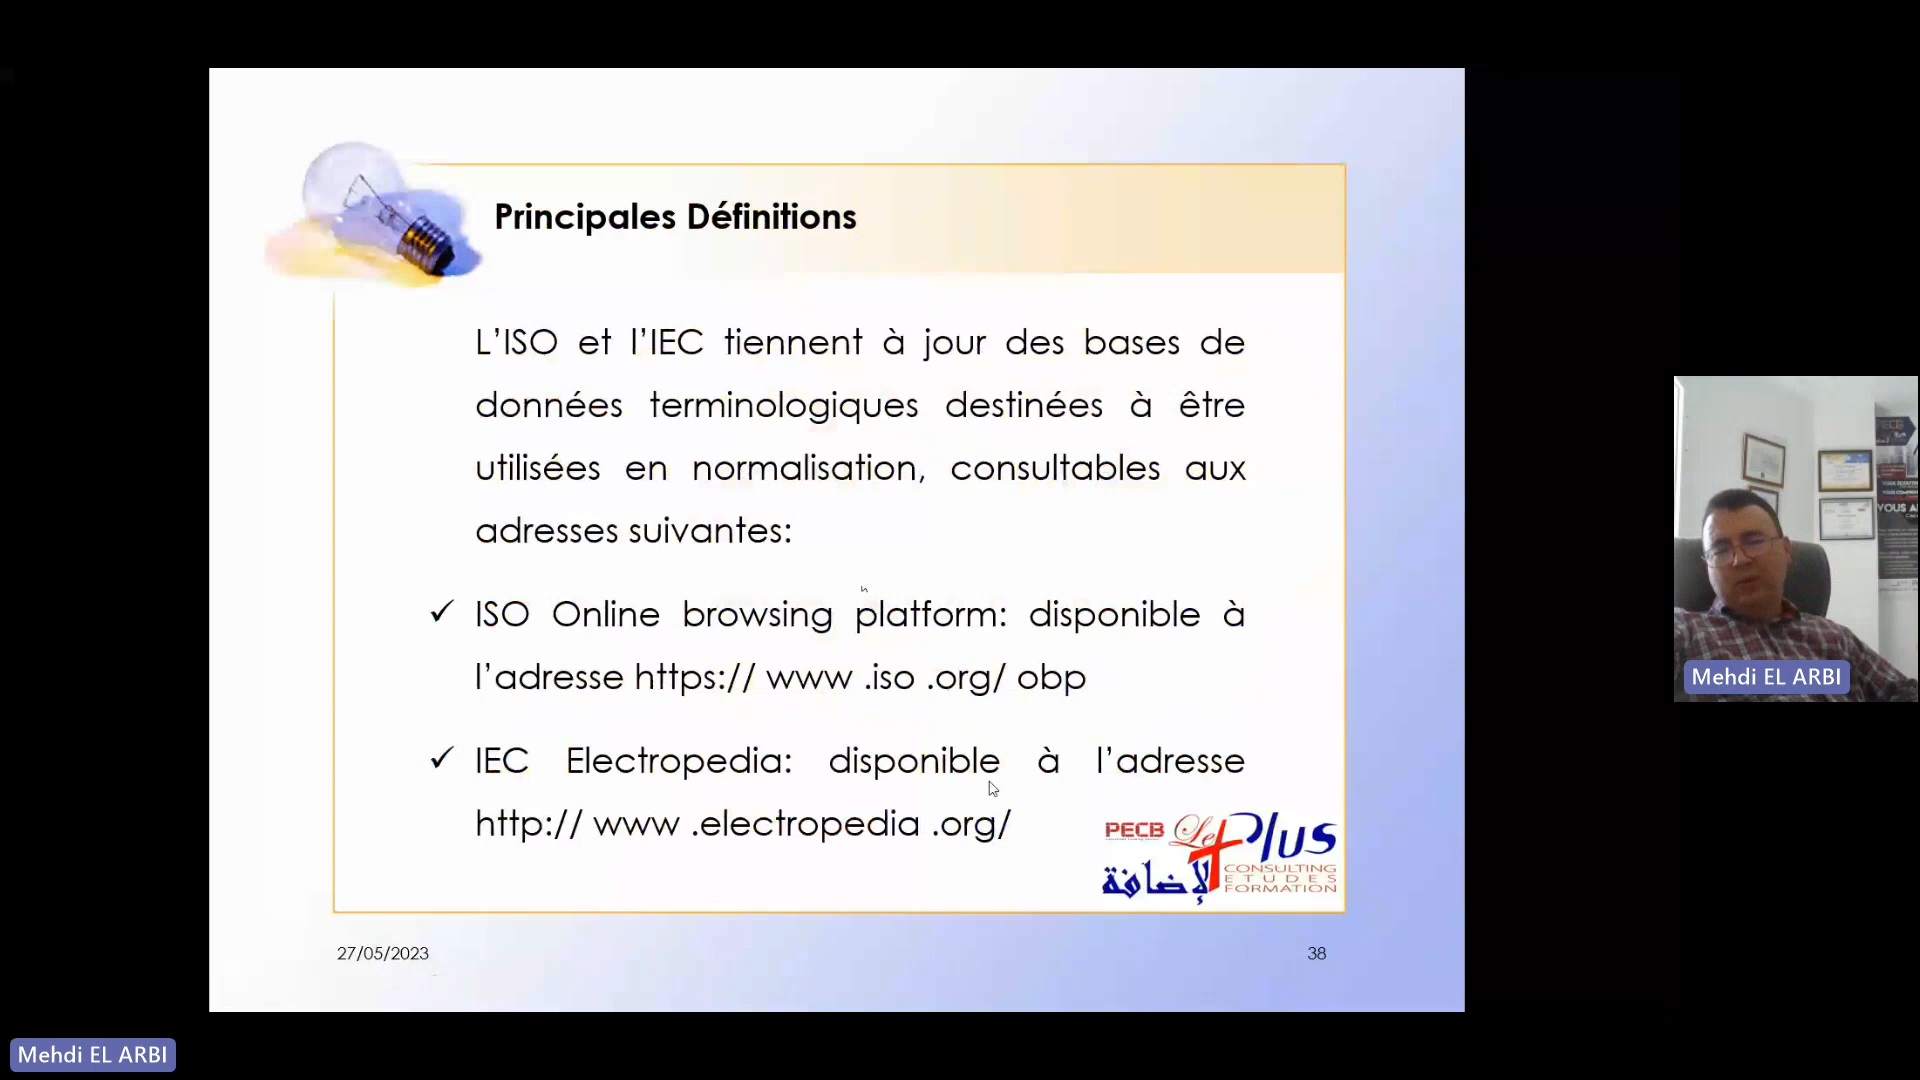 Principales Définitions
L’ISO et l’IEC tiennent à jour des bases de
données terminologiques destinées à être
utilisées en normalisation, consultables aux
adresses suivantes:
✓ ISO Online browsing platform: disponible à
l’adresse https:// www .iso .org/ obp
✓ IEC Electropedia: disponible à l’adresse
http:// www .electropedia .org/
PECB Le Plus
الإضافة
CONSULTING
ETUDES
FORMATION
27/05/2023
38
PECB
VOUS A
Mehdi EL ARBI
Mehdi EL ARBI